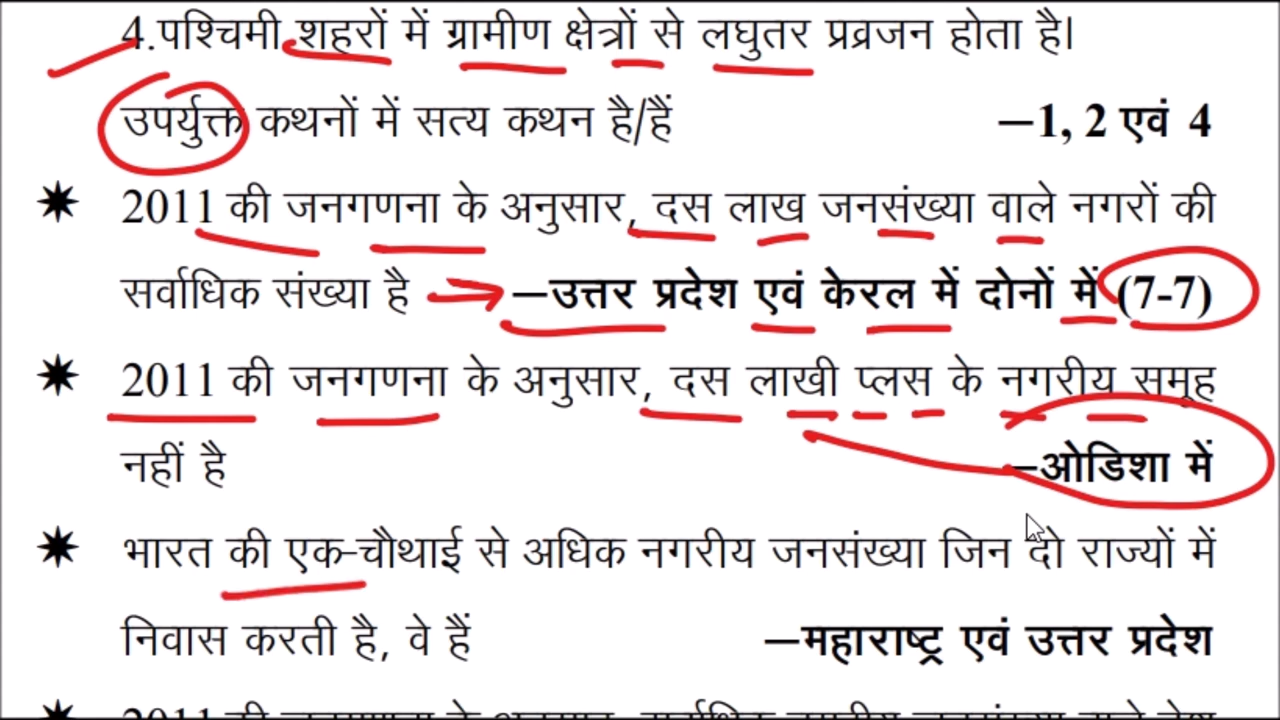 4.पश्चिमी शहरों में ग्रामीण क्षेत्रों से लघुतर प्रव्रजन होता है।
उपर्युक्त कथनों में सत्य कथन है/हैं –1, 2 एवं 4
✷ 2011 की जनगणना के अनुसार, दस लाख जनसंख्या वाले नगरों की
सर्वाधिक संख्या है –उत्तर प्रदेश एवं केरल में दोनों में (7-7)
✷ 2011 की जनगणना के अनुसार, दस लाखी प्लस के नगरीय समूह
नहीं है –ओडिशा में
✷ भारत की एक-चौथाई से अधिक नगरीय जनसंख्या जिन दो राज्यों में
निवास करती है, वे हैं –महाराष्ट्र एवं उत्तर प्रदेश